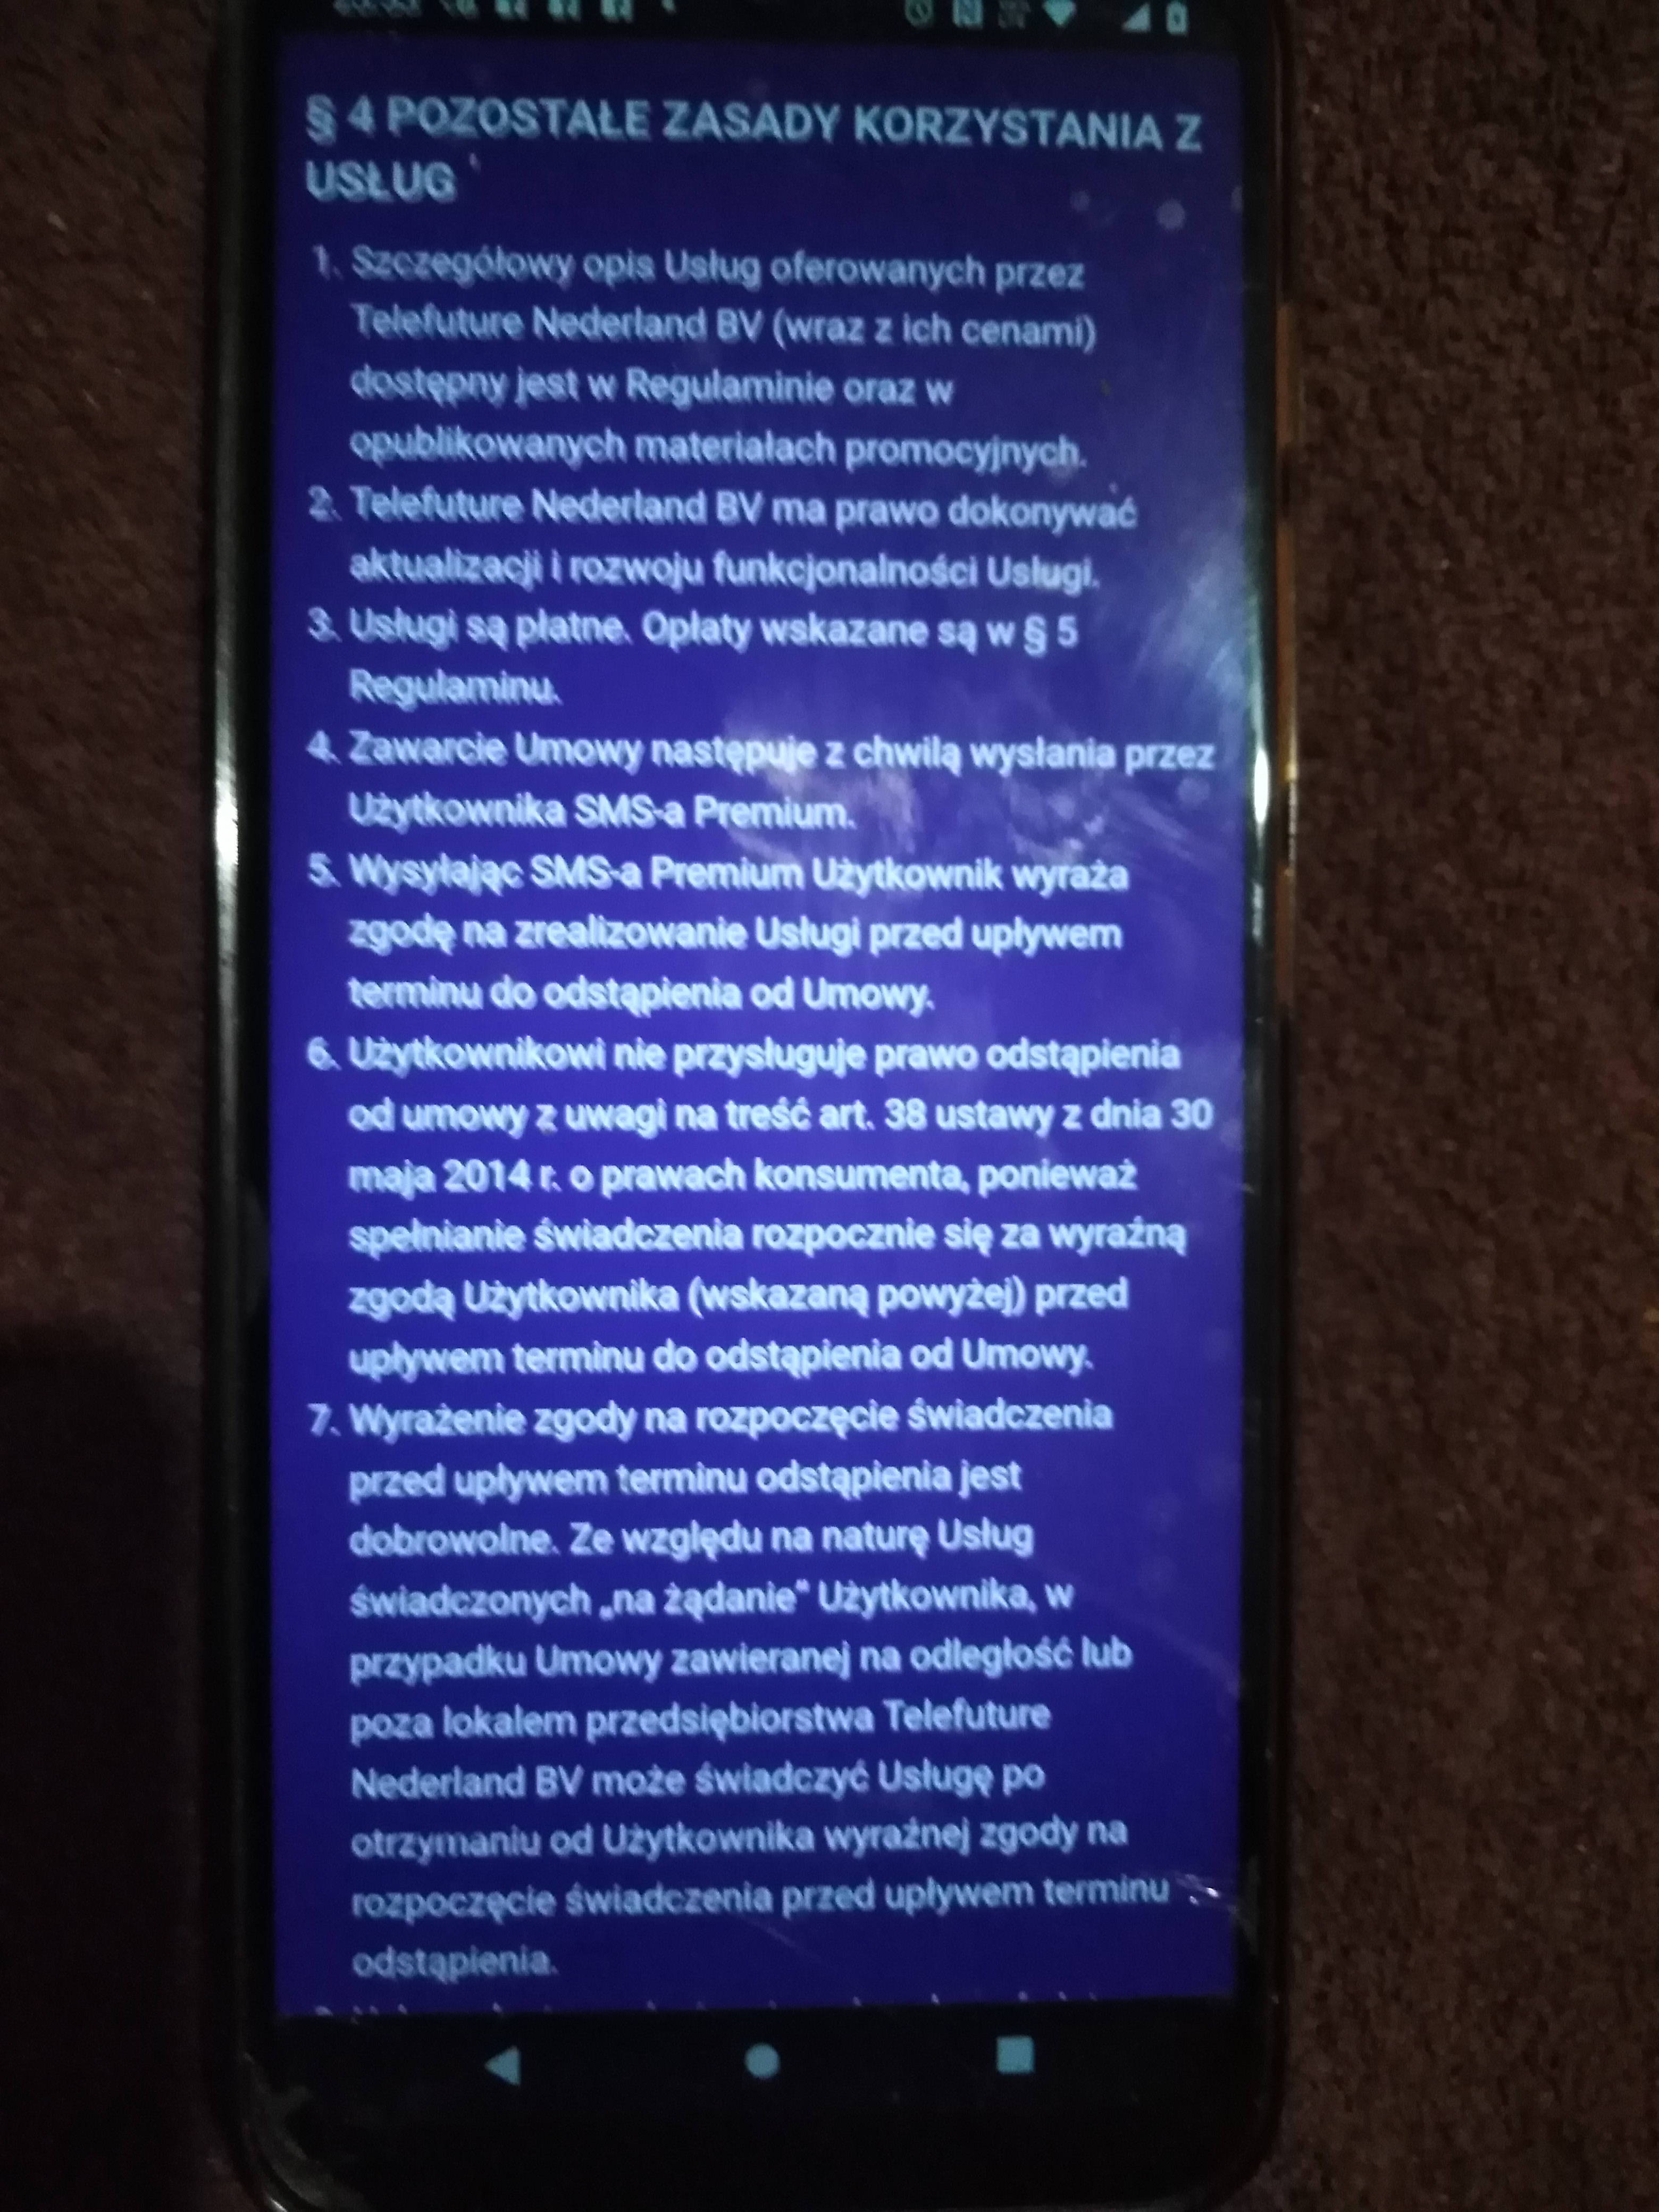 § 4 POZOSTAŁE ZASADY KORZYSTANIA Z
USŁUG
1. Szczegółowy opis Usług oferowanych przez
Telefuture Nederland BV (wraz z ich cenami)
dostępny jest w Regulaminie oraz w
opublikowanych materiałach promocyjnych.
2. Telefuture Nederland BV ma prawo dokonywać
aktualizacji i rozwoju funkcjonalności Usługi.
3. Usługi są płatne. Opłaty wskazane są w § 5
Regulaminu.
4. Zawarcie Umowy następuje z chwilą wysłania przez
Użytkownika SMS-a Premium.
5. Wysyłając SMS-a Premium Użytkownik wyraża
zgodę na zrealizowanie Usługi przed upływem
terminu do odstąpienia od Umowy.
6. Użytkownikowi nie przysługuje prawo odstąpienia
od umowy z uwagi na treść art. 38 ustawy z dnia 30
maja 2014 r. o prawach konsumenta, ponieważ
spełnianie świadczenia rozpocznie się za wyraźną
zgodą Użytkownika (wskazaną powyżej) przed
upływem terminu do odstąpienia od Umowy.
7. Wyrażenie zgody na rozpoczęcie świadczenia
przed upływem terminu odstąpienia jest
dobrowolne. Ze względu na naturę Usług
świadczonych „na żądanie” Użytkownika, w
przypadku Umowy zawieranej na odległość lub
poza lokalem przedsiębiorstwa Telefuture
Nederland BV może świadczyć Usługę po
otrzymaniu od Użytkownika wyraźnej zgody na
rozpoczęcie świadczenia przed upływem terminu
odstąpienia.